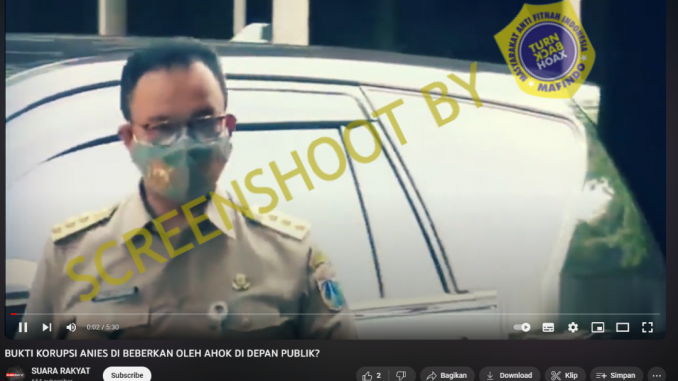 MASYARAKAT ANTI FITNAH INDONESIA
TURN
BACK
HOAX
MAFINDO
SCREENSHOOT BY
0:02 / 5:30
BUKTI KORUPSI ANIES DI BEBERKAN OLEH AHOK DI DEPAN PUBLIK?
SUARA RAKYAT
Subscribe
2
Bagikan
Download
Klip
Simpan